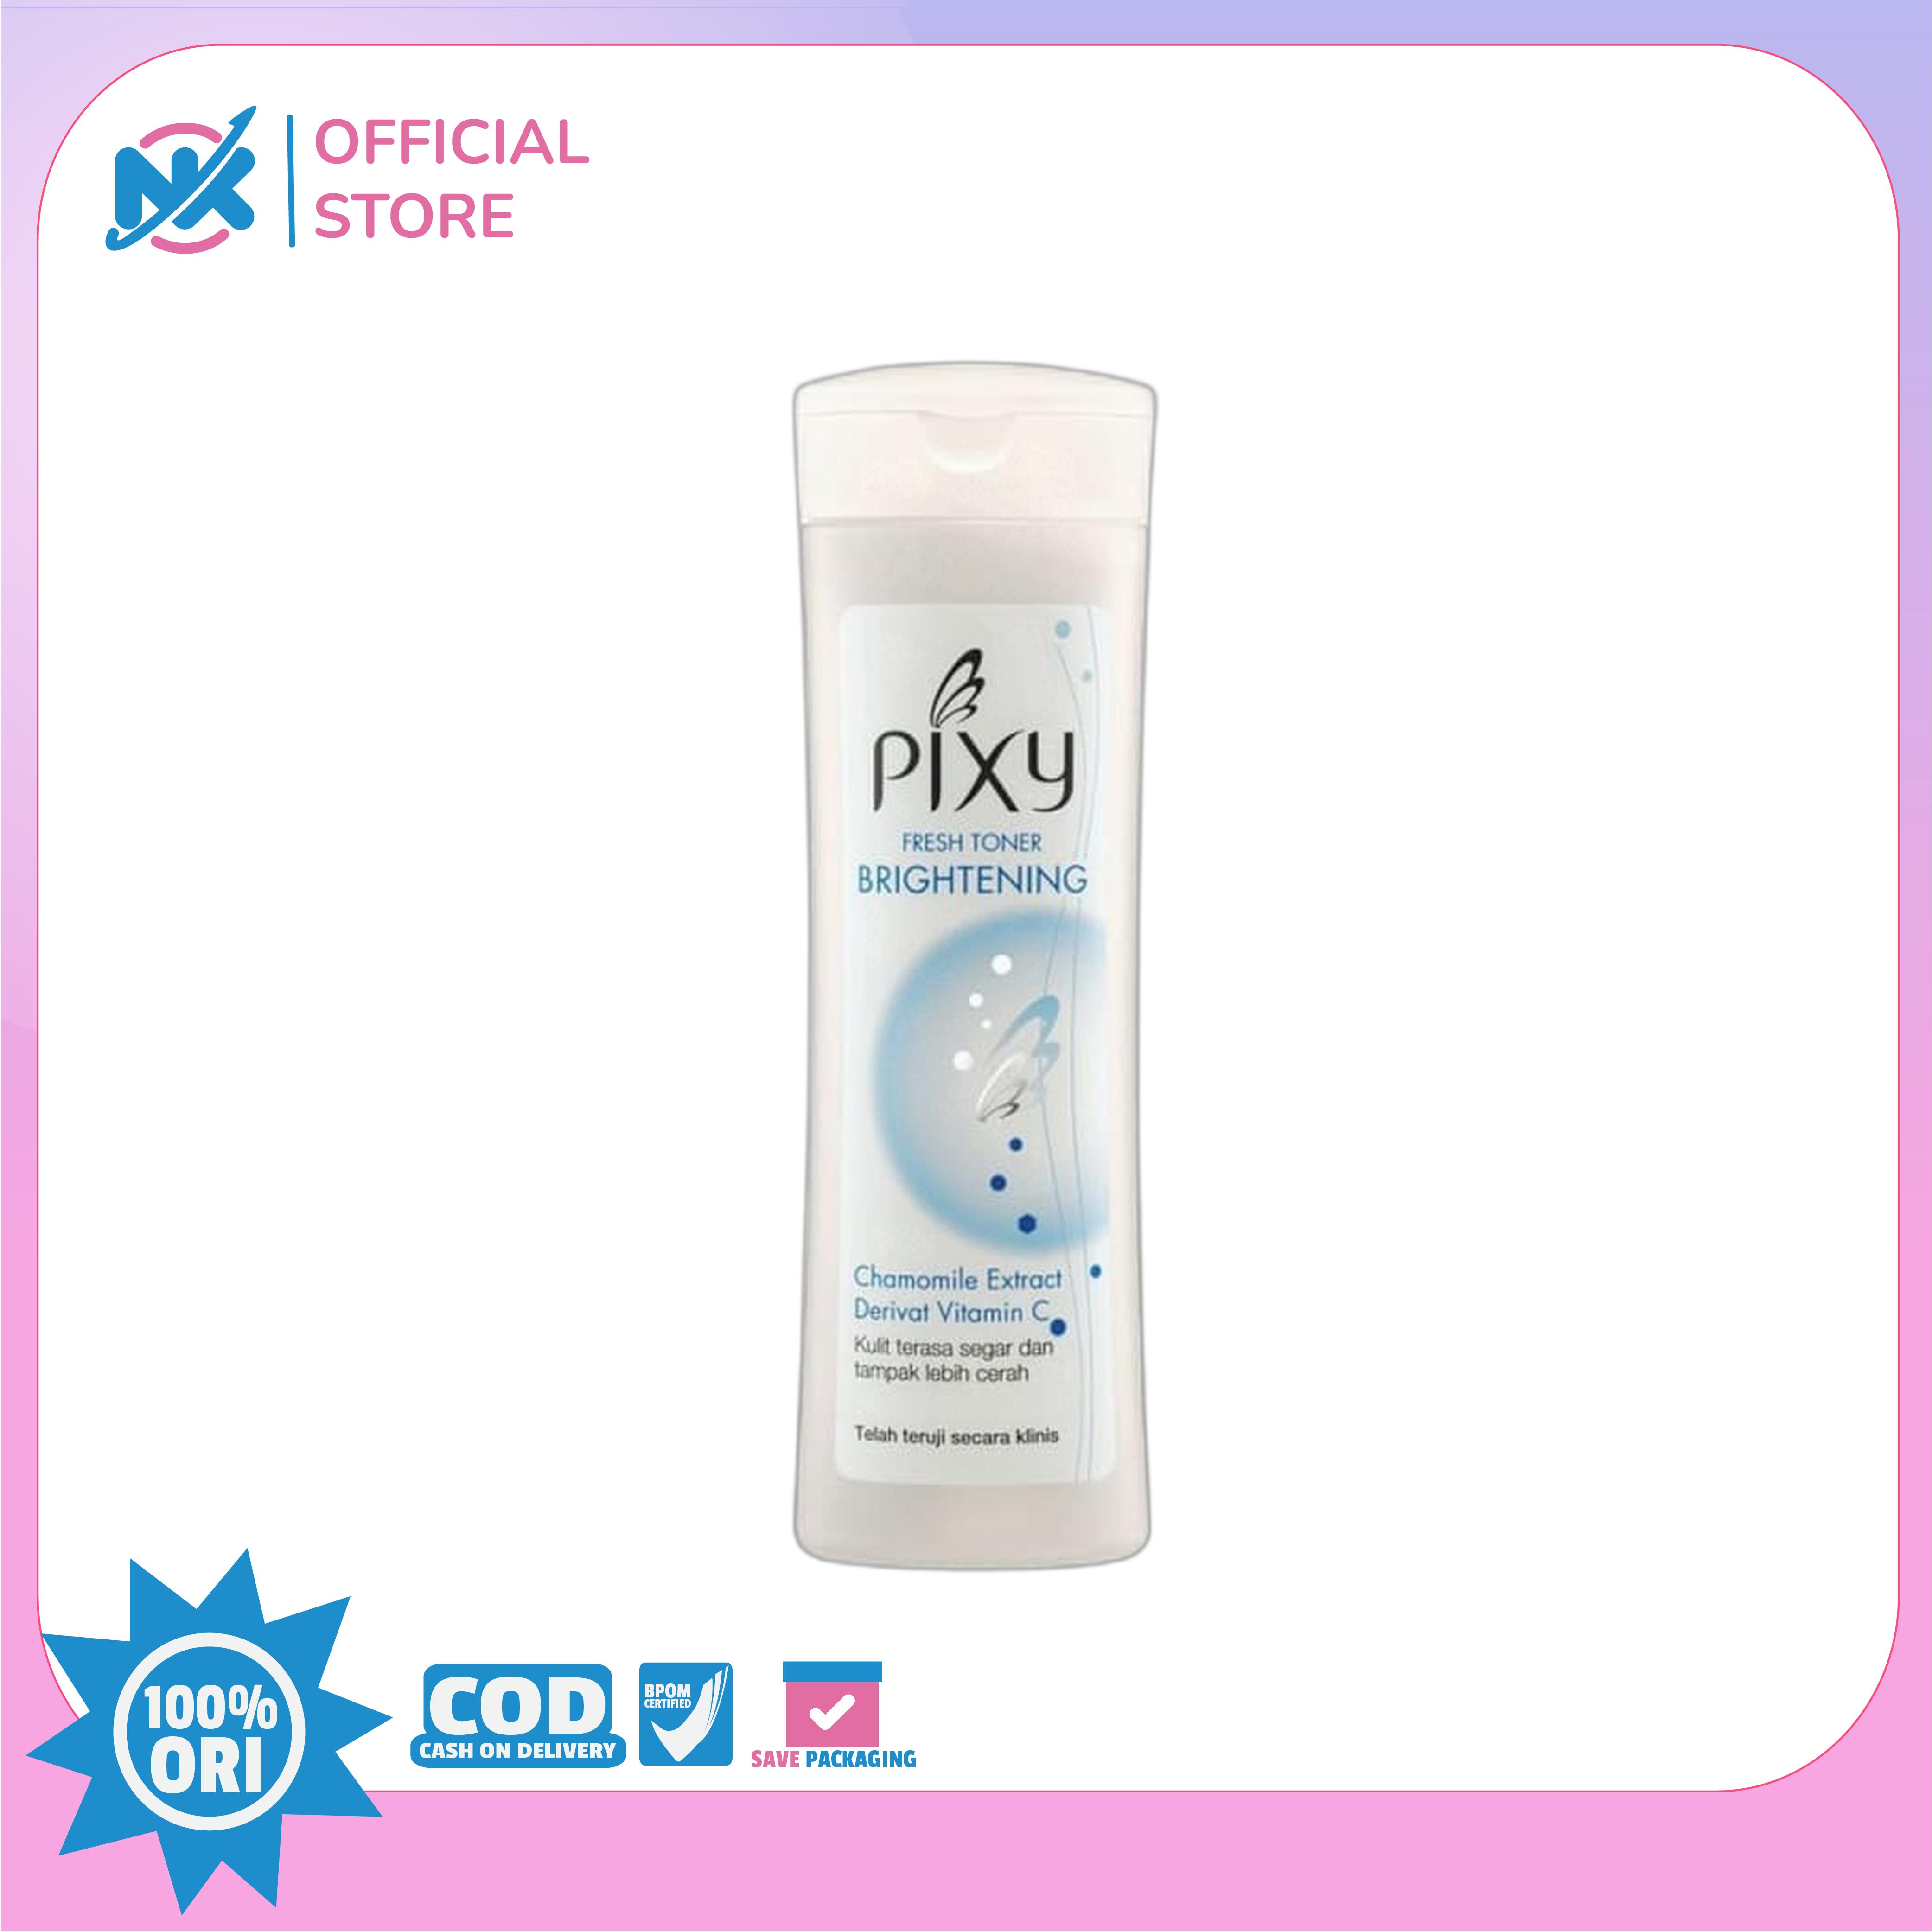 NK
OFFICIAL
STORE
PIXY
FRESH TONER
BRIGHTENING
Chamomile Extract
Derivat Vitamin C
Kulit terasa segar dan
tampak lebih cerah
Telah teruji secara klinis
100%
ORI
COD
CASH ON DELIVERY
BPOM
CERTIFIED
SAVE PACKAGING